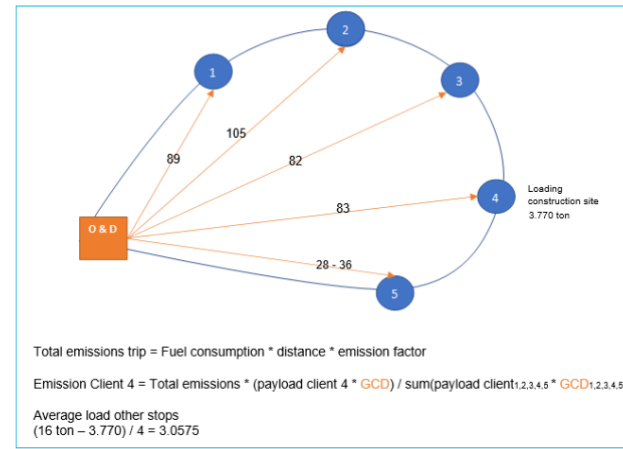 2
1
3
105
89
82
83
4
Loading
construction site
3.770 ton
O & D
28 - 36
5
Total emissions trip = Fuel consumption * distance * emission factor
Emission Client 4 = Total emissions * (payload client 4 * GCD) / sum(payload client1,2,3,4,5 * GCD1,2,3,4,5
Average load other stops
(16 ton – 3.770) / 4 = 3.0575